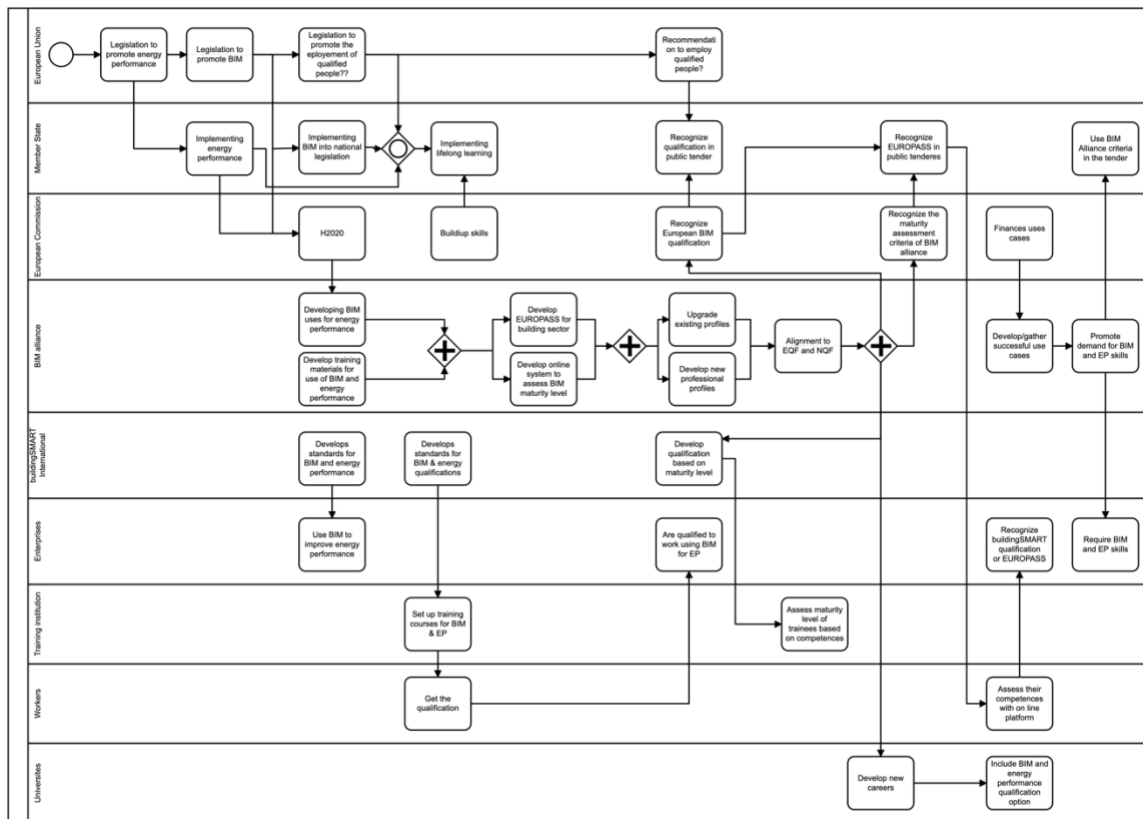 European Union
Legislation to
promote energy
performance
Legislation to
promote BIM
Legislation to
promote the
eployement of
qualified
people??
Recommendati
on to employ
qualified
people?
Member State
Implementing
energy
performance
Implementing
BIM into national
legislation
Implementing
lifelong learning
Recognize
qualification in
public tender
Recognize
EUROPASS in
public tenderes
Use BIM
Alliance criteria
in the tender
European Commission
H2020
Buildiup skills
Recognize
European BIM
qualification
Recognize the
maturity
assessment
criteria of BIM
alliance
Finances uses
cases
BIM alliance
Developing BIM
uses for energy
performance
Develop training
materials for
use of BIM and
energy
performance
Develop
EUROPASS for
building sector
Develop online
system to
assess BIM
maturity level
Upgrade
existing profiles
Develop new
professional
profiles
Alignment to
EQF and NQF
Develop/gather
successful use
cases
Promote
demand for BIM
and EP skills
buildingSMART
International
Develops
standards for
BIM and energy
performance
Develops
standards for
BIM & energy
qualifications
Develop
qualification
based on
maturity level
Enterprises
Use BIM to
improve energy
performance
Are qualified to
work using BIM
for EP
Recognize
buildingSMART
qualification
or EUROPASS
Require BIM
and EP skills
Training institution
Set up training
courses for BIM
& EP
Assess maturity
level of
trainees based
on competences
Workers
Get the
qualification
Assess their
competences
with on line
platform
Universites
Develop new
careers
Include BIM and
energy
performance
qualification
option